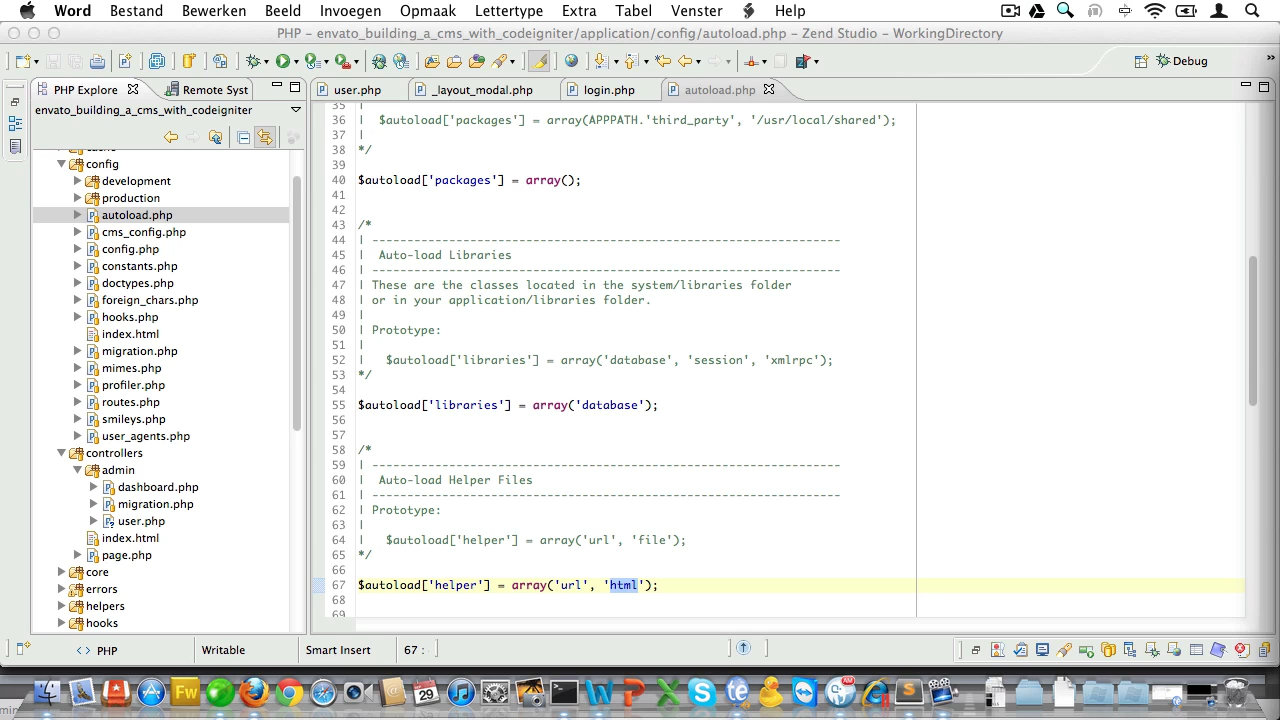 Word Bestand Bewerken Beeld Invoegen Opmaak Lettertype Extra Tabel Venster Help
PHP - envato_building_a_cms_with_codeigniter/application/config/autoload.php - Zend Studio - WorkingDirectory
Debug
PHP Explore
Remote Syst
user.php
_layout_modal.php
login.php
autoload.php
envato_building_a_cms_with_codeigniter
config
development
production
autoload.php
cms_config.php
config.php
constants.php
doctypes.php
foreign_chars.php
hooks.php
index.html
migration.php
mimes.php
profiler.php
routes.php
smileys.php
user_agents.php
controllers
admin
dashboard.php
migration.php
user.php
index.html
page.php
core
errors
helpers
hooks
35 |
36 | $autoload['packages'] = array(APPPATH.'third_party', '/usr/local/shared');
37 |
38 */
39
40 $autoload['packages'] = array();
41
42
43 /*
44 | -------------------------------------------------------------------
45 | Auto-load Libraries
46 | -------------------------------------------------------------------
47 | These are the classes located in the system/libraries folder
48 | or in your application/libraries folder.
49 |
50 | Prototype:
51 |
52 | $autoload['libraries'] = array('database', 'session', 'xmlrpc');
53 */
54
55 $autoload['libraries'] = array('database');
56
57
58 /*
59 | -------------------------------------------------------------------
60 | Auto-load Helper Files
61 | -------------------------------------------------------------------
62 | Prototype:
63 |
64 | $autoload['helper'] = array('url', 'file');
65 */
66
67 $autoload['helper'] = array('url', 'html');
68
69
<> PHP
Writable
Smart Insert
67 :